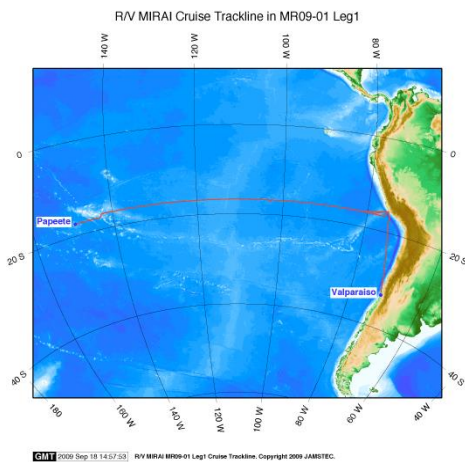 R/V MIRAI Cruise Trackline in MR09-01 Leg1
140 W
120 W
100 W
80 W
0
0
Papeete
20 S
20 S
Valparaiso
40 S
40 S
180
160 W
140 W
120 W
100 W
80 W
60 W
40 W
GMT 2009 Sep 18 14:57:53 R/V MIRAI MR09-01 Leg1 Cruise Trackline. Copyright 2009 JAMSTEC.